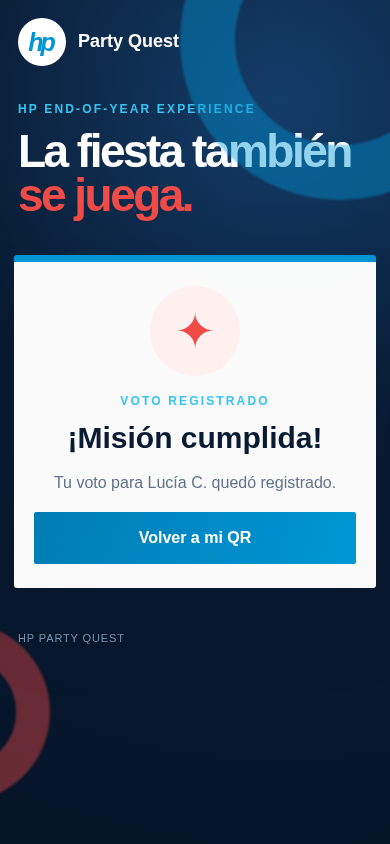 hp
Party Quest
HP END-OF-YEAR EXPERIENCE
La fiesta también
se juega.
VOTO REGISTRADO
¡Misión cumplida!
Tu voto para Lucía C. quedó registrado.
Volver a mi QR
HP PARTY QUEST